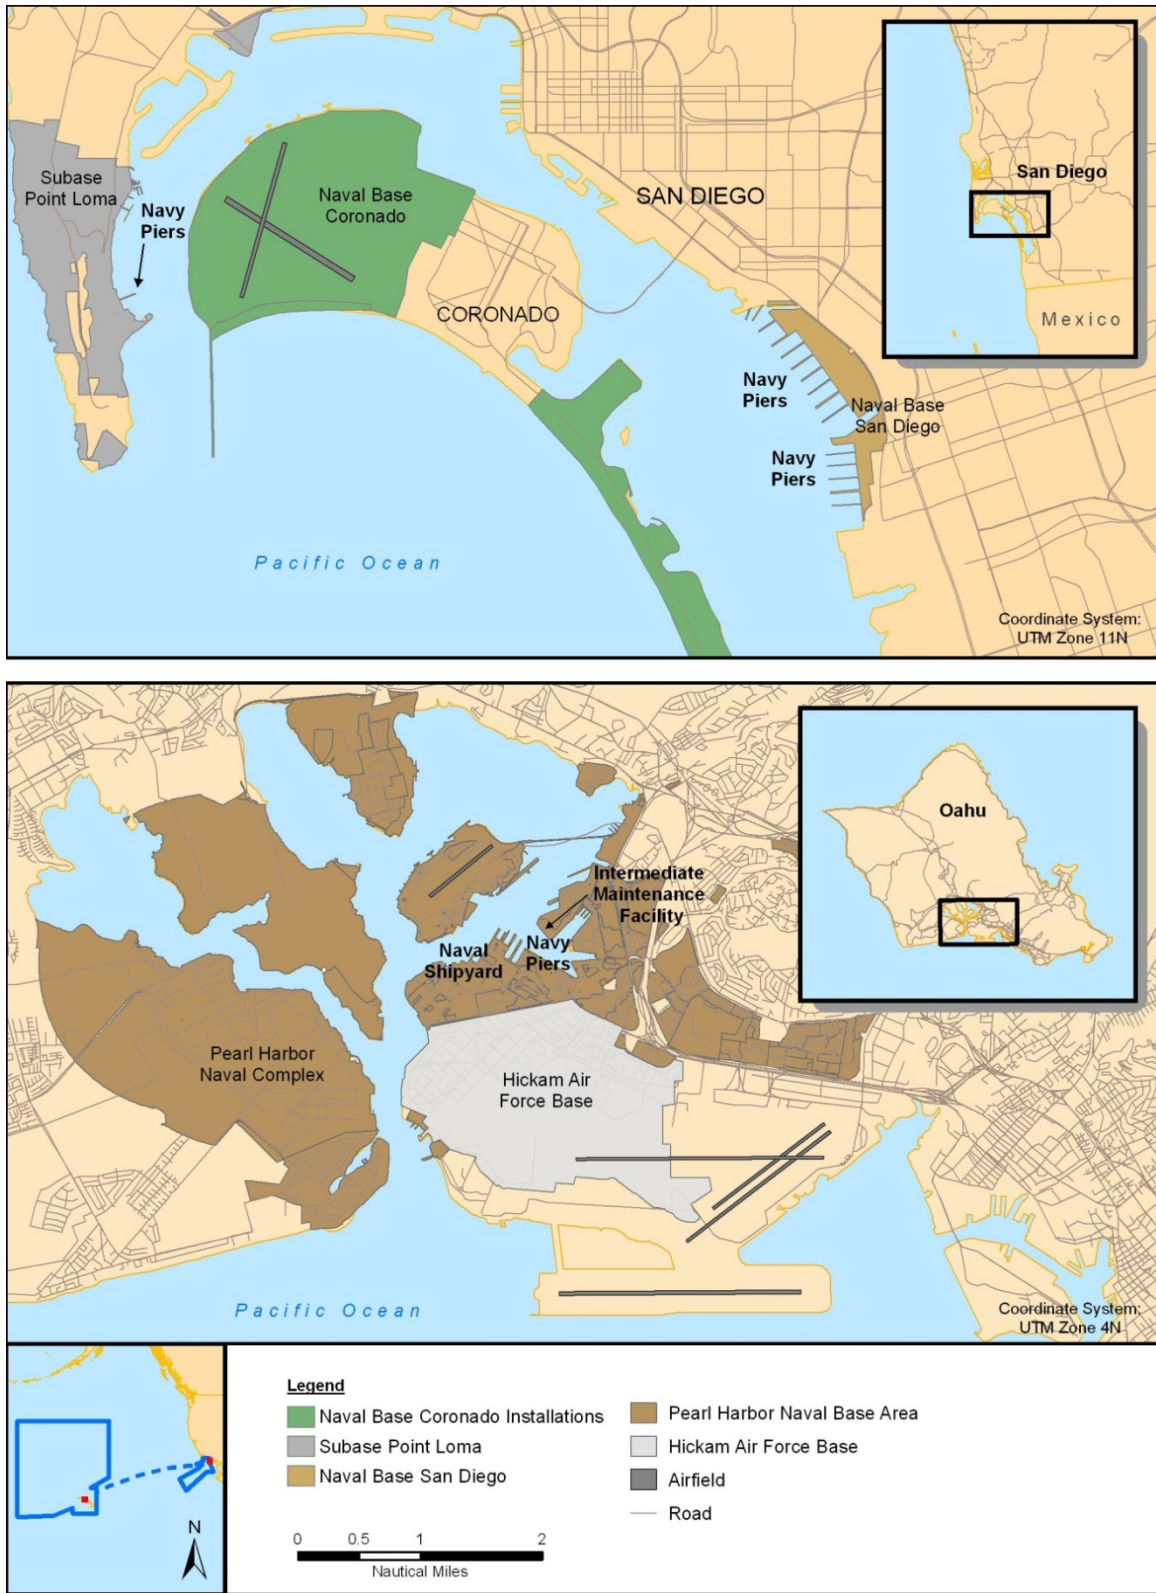 Subase
Point Loma
Navy
Piers
Naval Base
Coronado
SAN DIEGO
CORONADO
Navy
Piers
Naval Base
San Diego
Navy
Piers
Pacific Ocean
San Diego
Mexico
Coordinate System:
UTM Zone 11N
Oahu
Intermediate
Maintenance
Facility
Naval
Shipyard
Navy
Piers
Pearl Harbor
Naval Complex
Hickam Air
Force Base
Pacific Ocean
Coordinate System:
UTM Zone 4N
N
Legend
Naval Base Coronado Installations
Subase Point Loma
Naval Base San Diego
Pearl Harbor Naval Base Area
Hickam Air Force Base
Airfield
Road
0 0.5 1 2
Nautical Miles